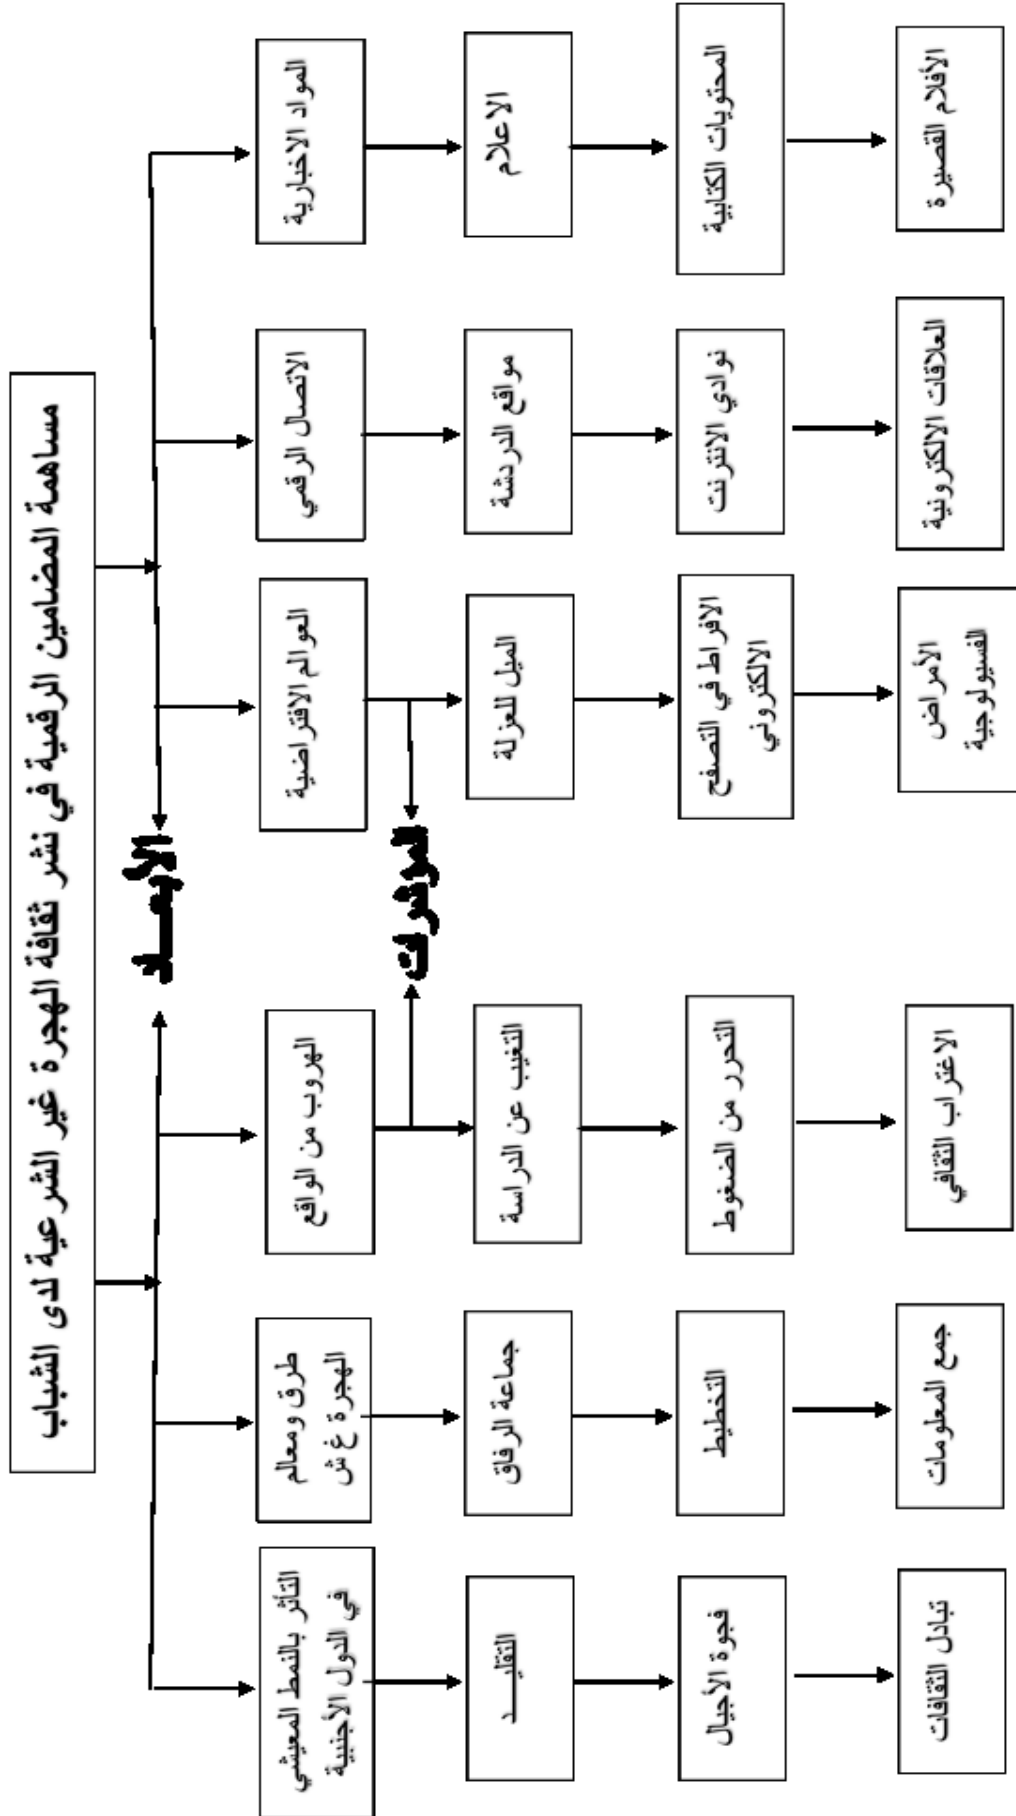 مساهمة المضامين الرقمية في نشر ثقافة الهجرة غير الشرعية لدى الشباب
الابعــاد
المواد الاخبارية
الاتصال الرقمي
العوالم الافتراضية
الهروب من الواقع
طرق ومعالم
الهجرة غ ش
التأثر بالنمط المعيشي
في الدول الأجنبية
المؤشرات
الاعلام
مواقع الدردشة
الميل للعزلة
التغيب عن الدراسة
جماعة الرفاق
التقليــــد
المحتويات الكتابية
نوادي الانترنت
الافراط في التصفح
الالكتروني
التحرر من الضغوط
التخطيط
فجوة الأجيال
الأفلام القصيرة
العلاقات الالكترونية
الأمراض
الفسيولوجية
الاغتراب الثقافي
جمع المعلومات
تبادل الثقافات